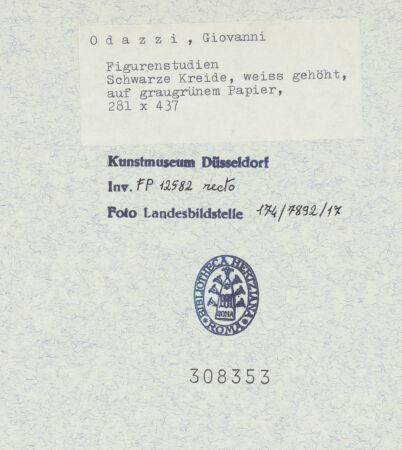 O d a z z i , Giovanni
Figurenstudien
Schwarze Kreide, weiss gehöht,
auf graugrünem Papier,
281 x 437
Kunstmuseum Düsseldorf
Inv. FP 12582 recto
Foto Landesbildstelle 174/7892/17
BIBLIOTHECA HERTZIANA
ROMA
ROMA
308353